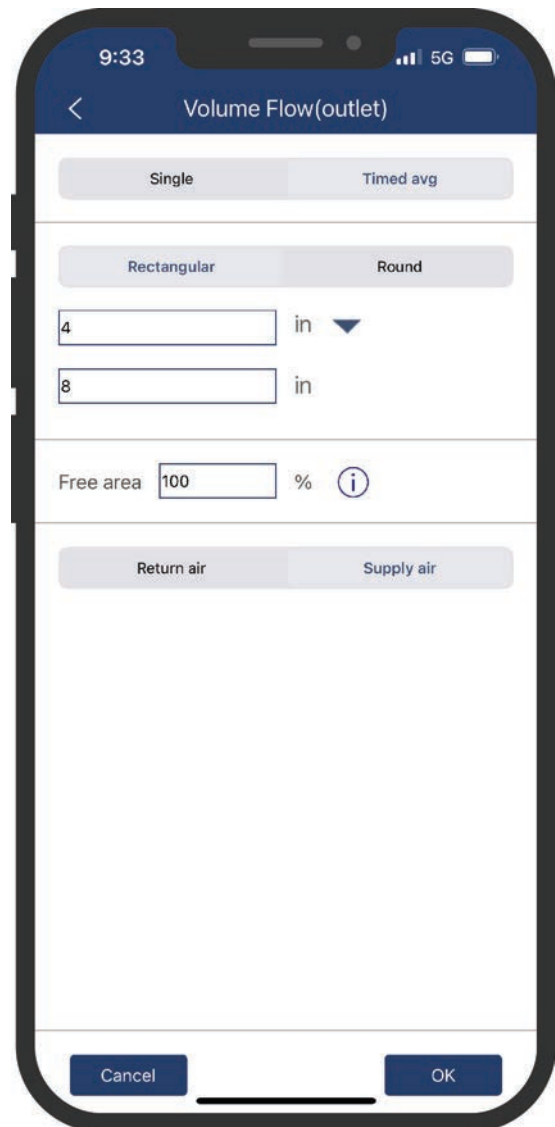 9:33 5G
Volume Flow(outlet)
Single Timed avg
Rectangular Round
4 in
8 in
Free area 100 % i
Return air Supply air
Cancel OK